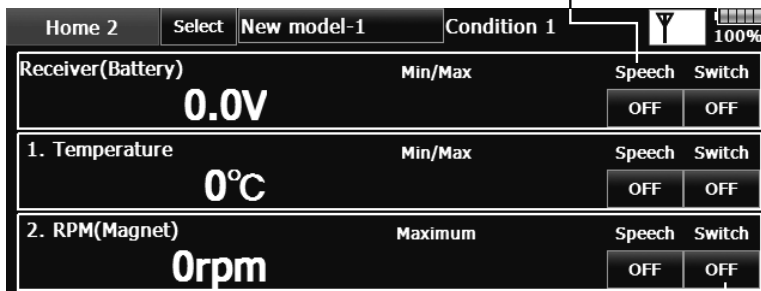 Home 2 Select New model-1 Condition 1 100%
Receiver(Battery) Min/Max Speech Switch
0.0V OFF OFF
1. Temperature Min/Max Speech Switch
0°C OFF OFF
2. RPM(Magnet) Maximum Speech Switch
0rpm OFF OFF